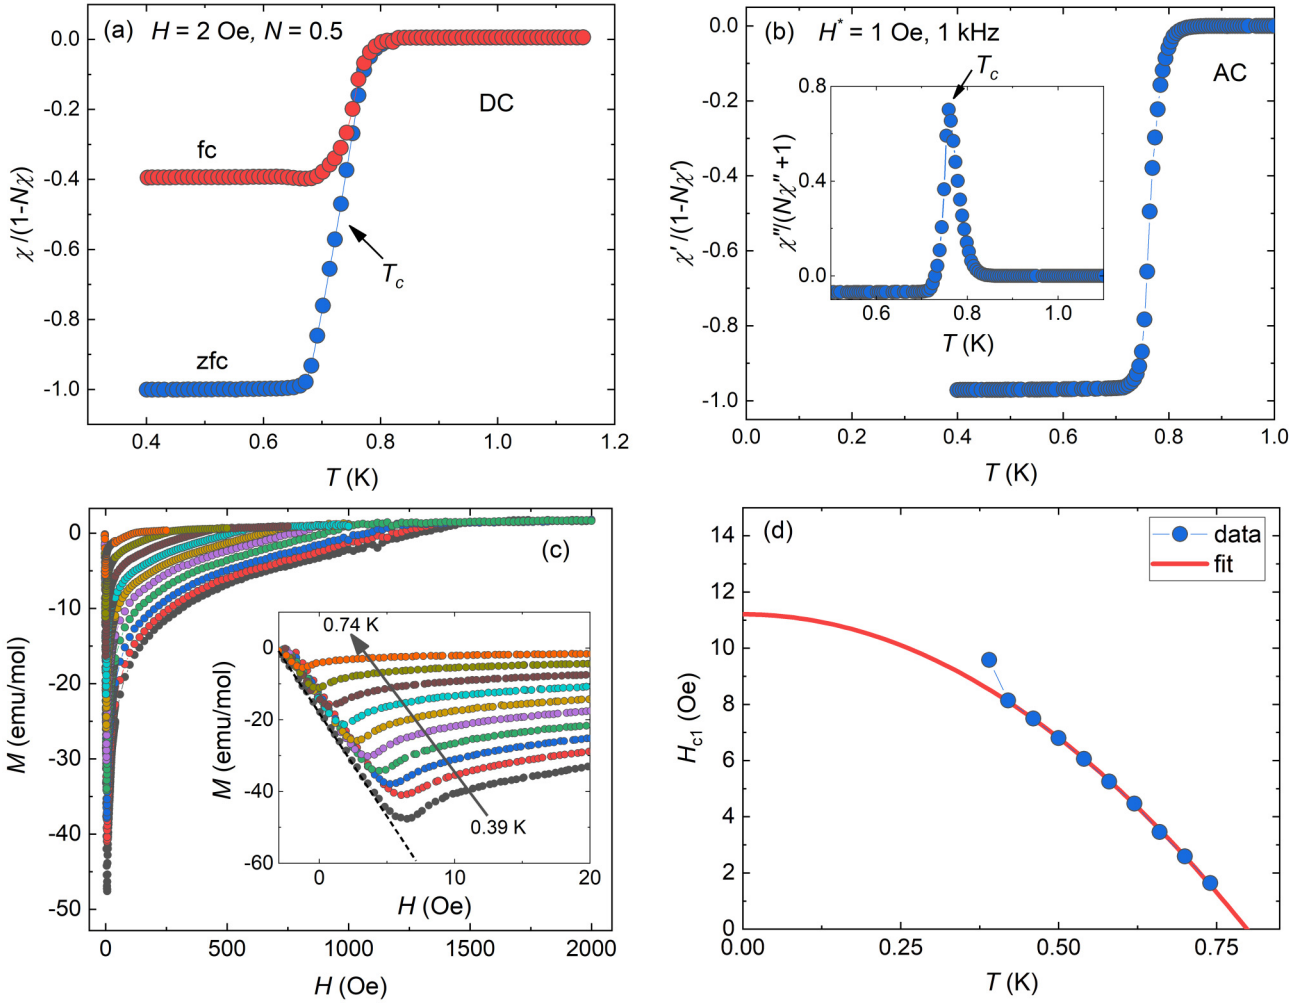 (a) H = 2 Oe, N = 0.5
DC
fc
zfc
T_c
χ /(1-Nχ)
0.0
-0.2
-0.4
-0.6
-0.8
-1.0
0.4 0.6 0.8 1.0 1.2
T (K)
(b) H* = 1 Oe, 1 kHz
AC
χ′ /(1-Nχ′)
0.0
-0.2
-0.4
-0.6
-0.8
-1.0
0.0 0.2 0.4 0.6 0.8 1.0
T (K)
T_c
χ″/(Nχ″ +1)
0.8
0.4
0.0
0.6 0.8 1.0
T (K)
(c)
M (emu/mol)
0
-10
-20
-30
-40
-50
0 500 1000 1500 2000
H (Oe)
0.74 K
0.39 K
M (emu/mol)
0
-20
-40
-60
0 10 20
H (Oe)
(d)
data
fit
H_c1 (Oe)
14
12
10
8
6
4
2
0
0.00 0.25 0.50 0.75
T (K)